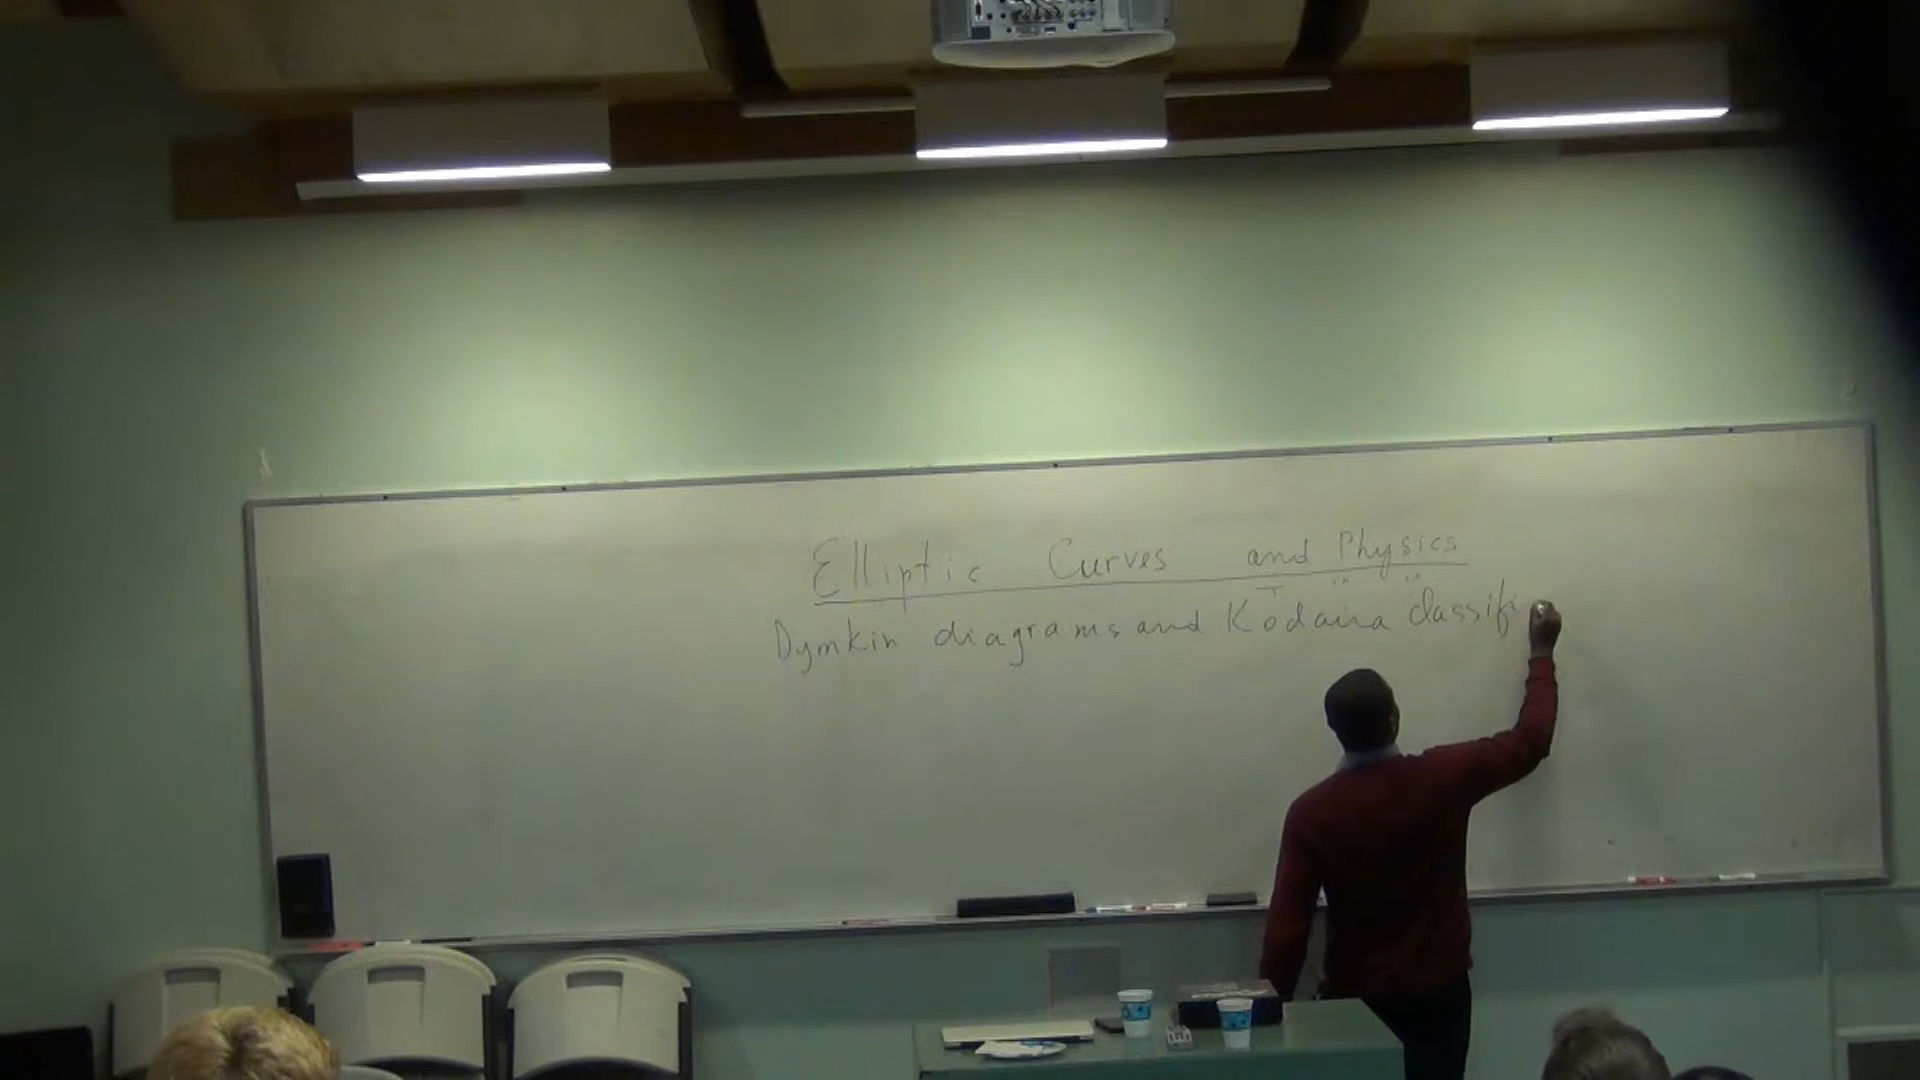 Elliptic Curves and Physics
Dymkin diagrams and Kodaira classifi